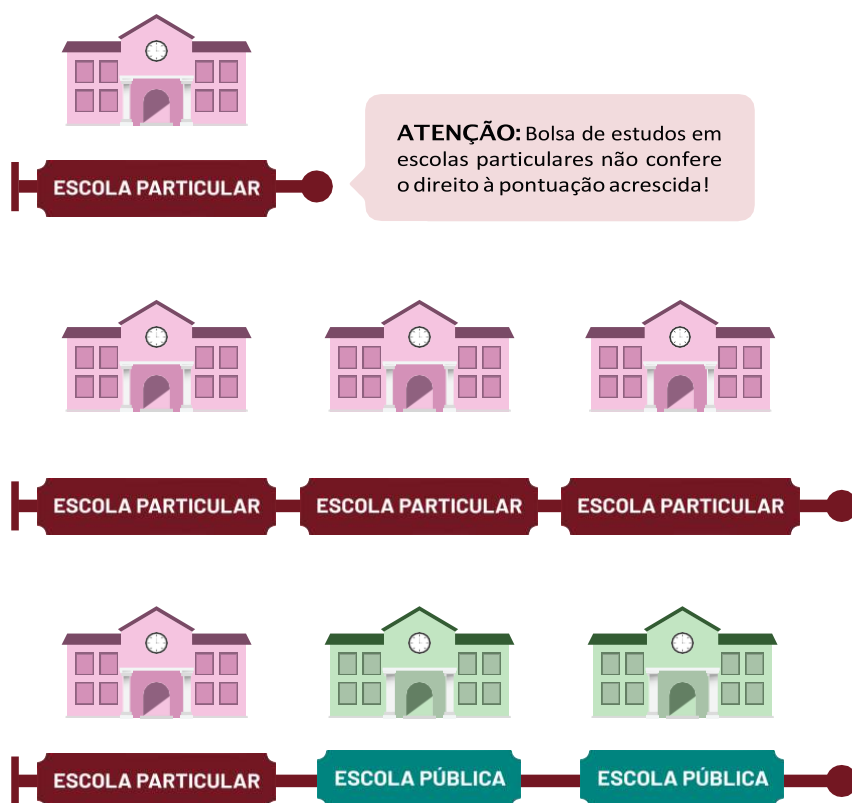 ATENÇÃO: Bolsa de estudos em
escolas particulares não confere
o direito à pontuação acrescida!
ESCOLA PARTICULAR
ESCOLA PARTICULAR ESCOLA PARTICULAR ESCOLA PARTICULAR
ESCOLA PARTICULAR ESCOLA PÚBLICA ESCOLA PÚBLICA